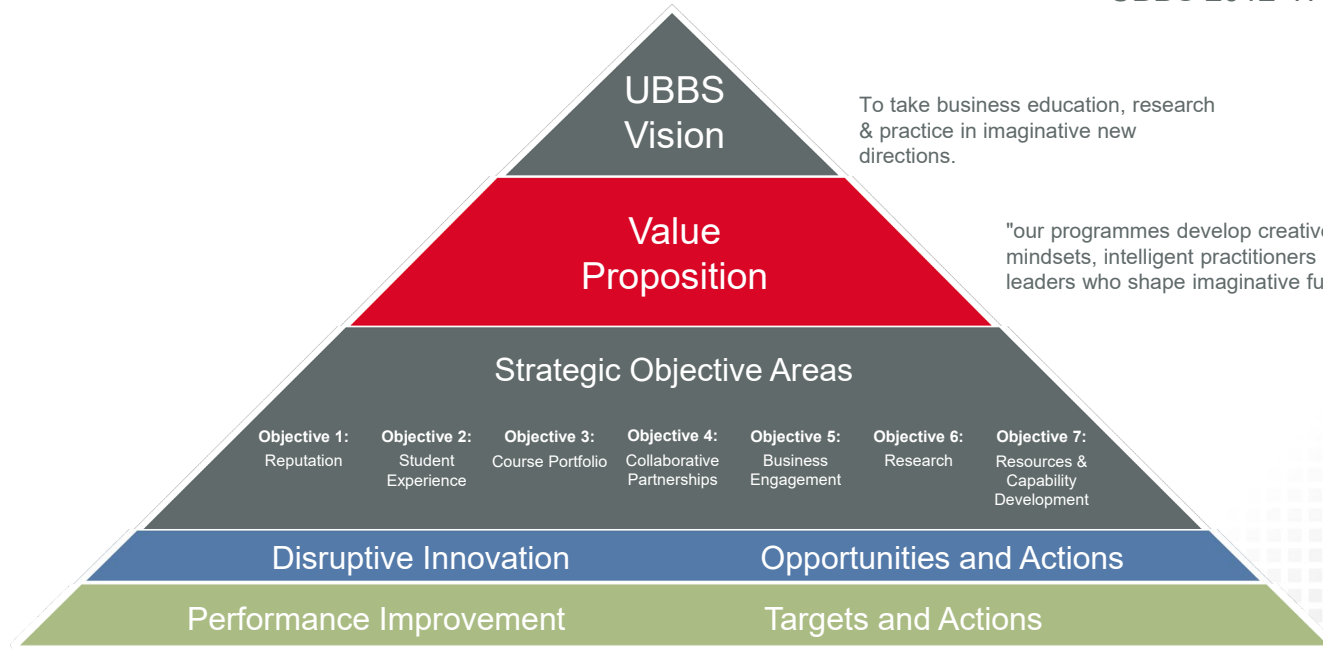 UBBS
Vision
To take business education, research
& practice in imaginative new
directions.
Value
Proposition
"our programmes develop creative
mindsets, intelligent practitioners
leaders who shape imaginative
Strategic Objective Areas
Objective 1:
Reputation
Objective 2:
Student
Experience
Objective 3:
Course Portfolio
Objective 4:
Collaborative
Partnerships
Objective 5:
Business
Engagement
Objective 6:
Research
Objective 7:
Resources &
Capability
Development
Disruptive Innovation
Opportunities and Actions
Performance Improvement
Targets and Actions